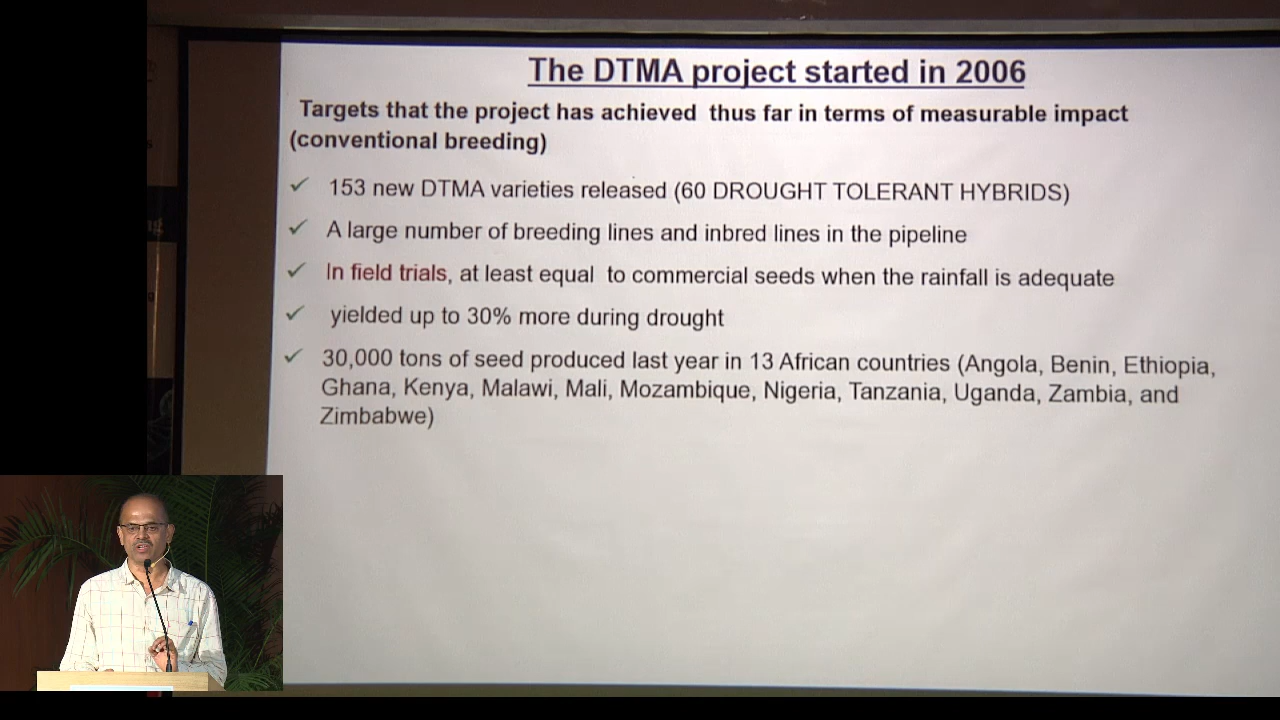 The DTMA project started in 2006
Targets that the project has achieved thus far in terms of measurable impact
(conventional breeding)
✓ 153 new DTMA varieties released (60 DROUGHT TOLERANT HYBRIDS)
✓ A large number of breeding lines and inbred lines in the pipeline
✓ In field trials, at least equal to commercial seeds when the rainfall is adequate
✓ yielded up to 30% more during drought
✓ 30,000 tons of seed produced last year in 13 African countries (Angola, Benin, Ethiopia,
Ghana, Kenya, Malawi, Mali, Mozambique, Nigeria, Tanzania, Uganda, Zambia, and
Zimbabwe)